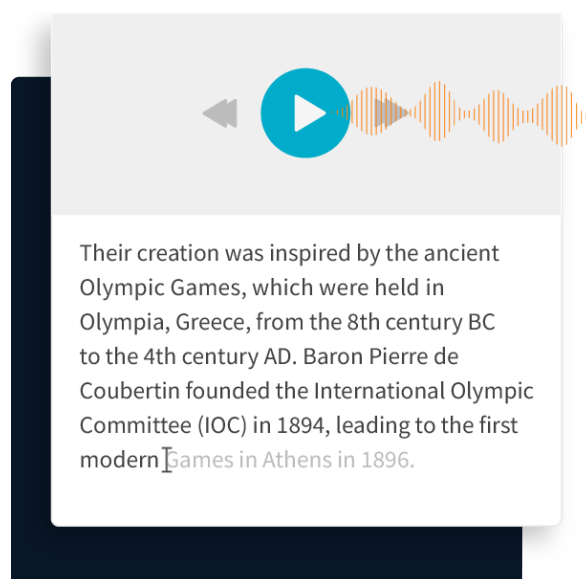 Their creation was inspired by the ancient
Olympic Games, which were held in
Olympia, Greece, from the 8th century BC
to the 4th century AD. Baron Pierre de
Coubertin founded the International Olympic
Committee (IOC) in 1894, leading to the first
modern Games in Athens in 1896.